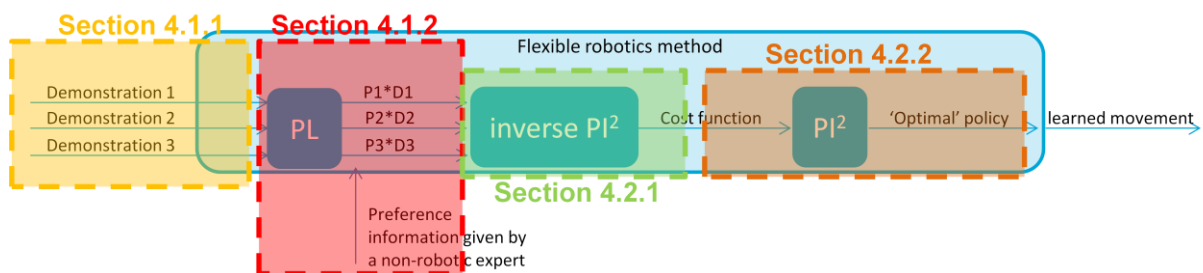 Section 4.1.1
Section 4.1.2
Flexible robotics method
Section 4.2.2
Demonstration 1
Demonstration 2
Demonstration 3
PL
P1*D1
P2*D2
P3*D3
inverse PI²
Cost function
PI²
‘Optimal’ policy
learned movement
Section 4.2.1
Preference
information given by
a non-robotic expert